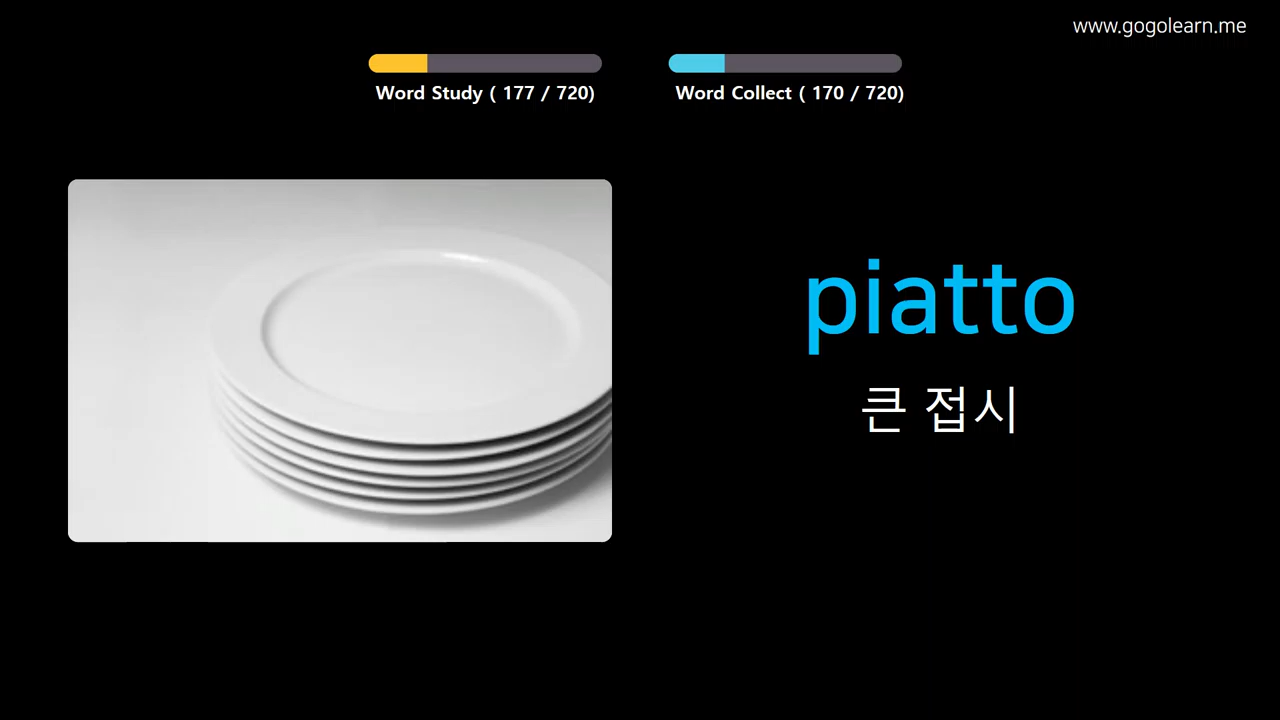 www.gogolearn.me
Word Study ( 177 / 720)
Word Collect ( 170 / 720)
piatto
큰 접시